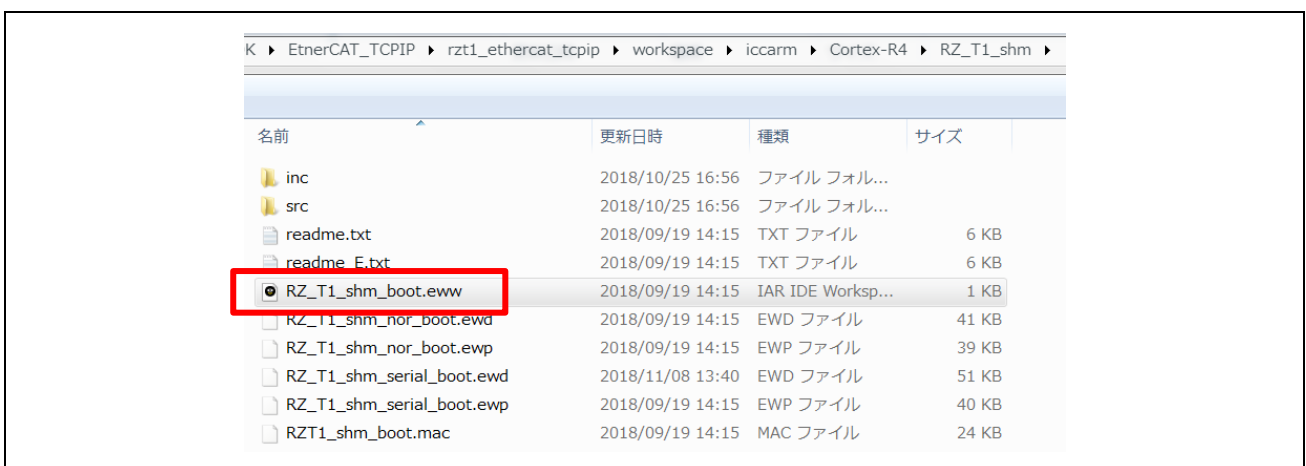 K ▸ EtnerCAT_TCPIP ▸ rzt1_ethercat_tcpip ▸ workspace ▸ iccarm ▸ Cortex-R4 ▸ RZ_T1_shm ▸
名前 更新日時 種類 サイズ
inc 2018/10/25 16:56 ファイル フォル...
src 2018/10/25 16:56 ファイル フォル...
readme.txt 2018/09/19 14:15 TXT ファイル 6 KB
readme_E.txt 2018/09/19 14:15 TXT ファイル 6 KB
RZ_T1_shm_boot.eww 2018/09/19 14:15 IAR IDE Worksp... 1 KB
RZ_T1_shm_nor_boot.ewd 2018/09/19 14:15 EWD ファイル 41 KB
RZ_T1_shm_nor_boot.ewp 2018/09/19 14:15 EWP ファイル 39 KB
RZ_T1_shm_serial_boot.ewd 2018/11/08 13:40 EWD ファイル 51 KB
RZ_T1_shm_serial_boot.ewp 2018/09/19 14:15 EWP ファイル 40 KB
RZT1_shm_boot.mac 2018/09/19 14:15 MAC ファイル 24 KB